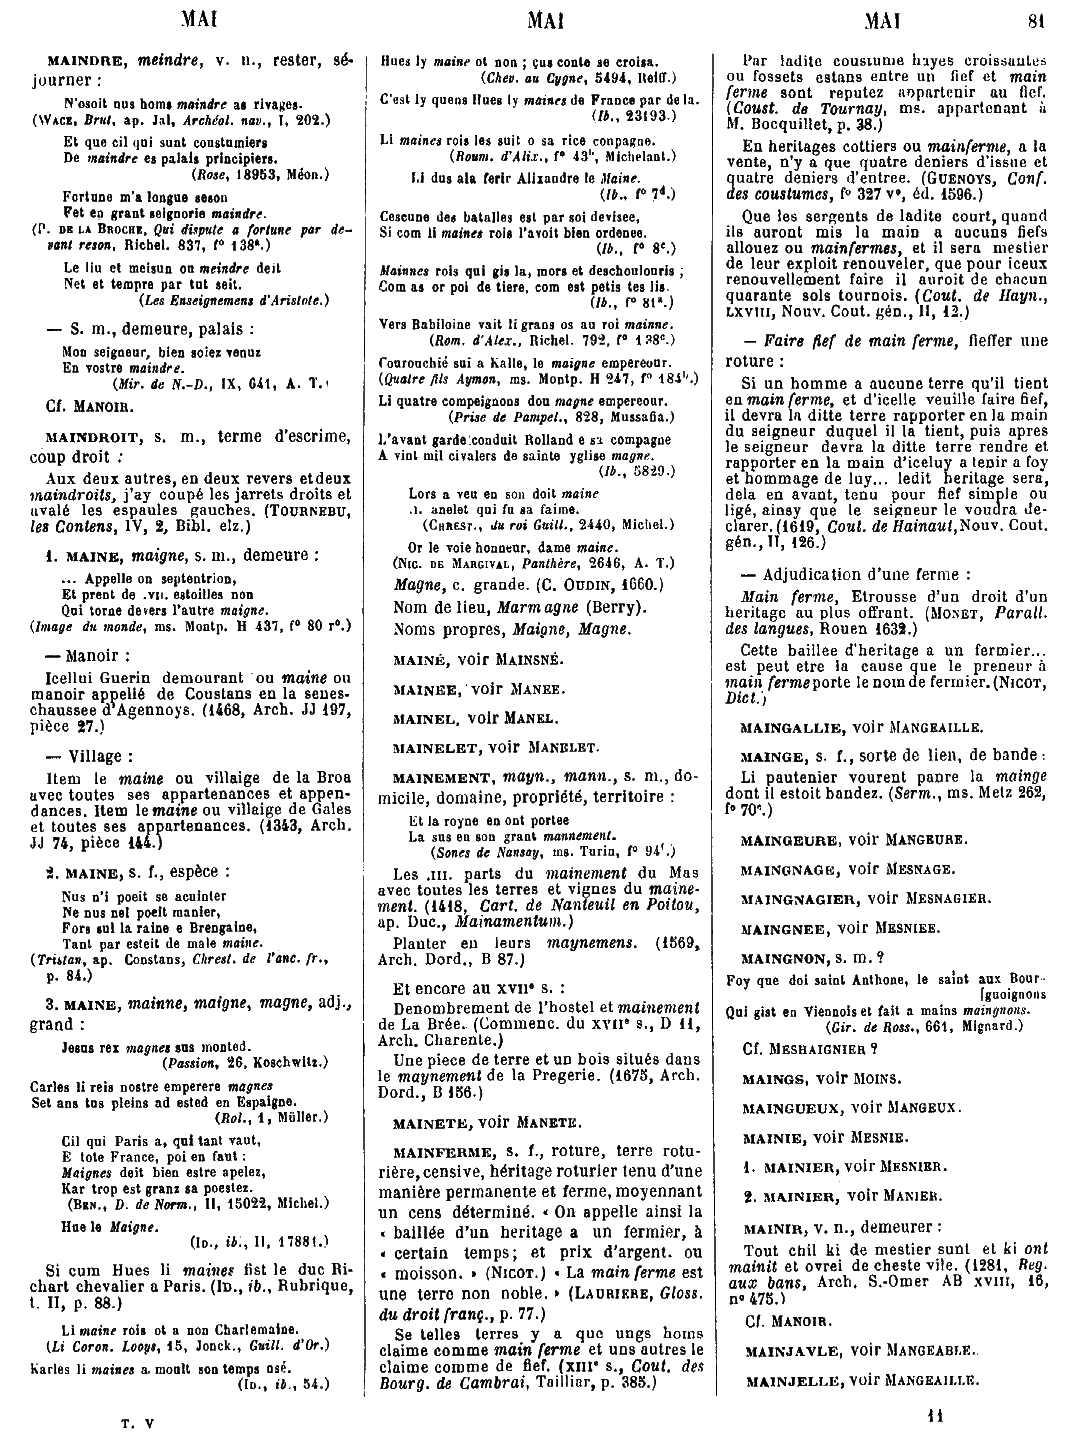 MAI MAI MAI 81
MAINDRE, meindre, v. n., rester, sé-
journer :
N'osoit nus homs maindre as rivages.
(WACE, Brut, ap. Jal, Archéol. nav., I, 202.)
Et que cil qui sunt constumiers
De maindre es palais principiers.
(Rose, 18953, Méon.)
Fortune m'a longue seson
Fet en grant seignorie maindre.
(P. DE LA BROCHE, Qui dispute a fortune par de-
vant reson, Richel. 837, fº 138ª.)
Le liu et meisun ou meindre deit
Net et tempre par tut seit.
(Les Enseignemens d'Aristote.)
— S. m., demeure, palais :
Mon seigneur, bien soiez venuz
En vostre maindre.
(Mir. de N.-D., IX, 641, A. T.)
Cf. MANOIR.
MAINDROIT, s. m., terme d'escrime,
coup droit :
Aux deux autres, en deux revers et deux
maindroits, j'ay coupé les jarrets droits et
avalé les espaules gauches. (TOURNEBU,
les Contens, IV, 2, Bibl. elz.)
1. MAINE, maigne, s. m., demeure :
... Appelle on septentrion,
Et prent de .vii. estoilles non
Qui torne devers l'autre maigne.
(Image du monde, ms. Montp. H 437, fº 80 rº.)
— Manoir :
Icellui Guerin demourant ou maine ou
manoir appellé de Coustans en la senes-
chaussee d'Agennoys. (1468, Arch. JJ 197,
pièce 27.)
— Village :
Item le maine ou villaige de la Broa
avec toutes ses appartenances et appen-
dances. Item le maine ou villaige de Gales
et toutes ses appartenances. (1343, Arch.
JJ 74, pièce 144.)
2. MAINE, s. f., espèce :
Nus n'i poeit se acuinter
Ne nus nel poeit manier,
Fors sul la raine e Brengaine,
Tant par esteit de male maine.
(Tristan, ap. Constans, Chrest. de l'anc. fr.,
p. 84.)
3. MAINE, mainne, maigne, magne, adj.,
grand :
Jesus rex magnes sus monted.
(Passion, 26, Koschwitz.)
Carles li reis nostre emperere magnes
Set ans tus pleins ad ested en Espaigne.
(Rol., 1, Müller.)
Cil qui Paris a, qui tant vaut,
E tote France, poi en faut :
Maignes deit bien estre apelez,
Kar trop est granz sa poestez.
(BEN., D. de Norm., II, 15022, Michel.)
Hue le Maigne.
(ID., ib., II, 17881.)
Si cum Hues li maines fist le duc Ri-
chart chevalier a Paris. (ID., ib., Rubrique,
t. II, p. 88.)
Li maine rois ot a non Charlemaine.
(Li Coron. Looys, 15, Jonck., Guill. d'Or.)
Karles li maines a moult son temps usé.
(ID., ib., 54.)
Hues ly maine ot non ; çus conte se croisa.
(Chev. au Cygne, 5494, Reiff.)
C'est ly quens Hues ly maines de France par de la.
(Ib., 23193.)
Li maines rois les suit o sa rice conpagne.
(Roum. d'Alix., fº 43ᵇ, Michelant.)
Li dus ala ferir Alixandre le Maine.
(Ib., fº 7ᵈ.)
Cescune des batalles est par soi devisee,
Si com li maines rois l'avoit bien ordenee.
(Ib., fº 8ᶜ.)
Mainnes rois qui gis la, mors et descoulouris ;
Com as or poi de tiere, com est petis tes lis.
(Ib., fº 81ª.)
Vers Babiloine vait li grans os au roi mainne.
(Rom. d'Alex., Richel. 792, fº 138ᶜ.)
Courouchié sui a Kalle, le maigne empereour.
(Quatre fils Aymon, ms. Montp. H 247, fº 184ᵇ.)
Li quatre compeignons dou magne empereour.
(Prise de Pampel., 828, Mussafia.)
L'avant garde conduit Rolland e sa compagne
A vint mil civalers de sainte yglise magne.
(Ib., 5829.)
Lors a veu en son doit maine
.i. anelet qui fu sa faime.
(CHREST., du roi Guill., 2440, Michel.)
Or le voie honneur, dame maine.
(NIC. DE MARGIVAL, Panthère, 2646, A. T.)
Magne, c. grande. (C. OUDIN, 1660.)
Nom de lieu, Marmagne (Berry).
Noms propres, Maigne, Magne.
MAINÉ, voir MAINSNÉ.
MAINEE, voir MANEE.
MAINEL, voir MANEL.
MAINELET, voir MANELET.
MAINEMENT, mayn., mann., s. m., do-
micile, domaine, propriété, territoire :
Et la royne en ont portee
La sus en son grant mannement.
(Sones de Nansay, ms. Turin, fº 94ᶠ.)
Les .III. parts du mainement du Mas
avec toutes les terres et vignes du maine-
ment. (1418, Cart. de Nanteuil en Poitou,
ap. Duc., Mainamentum.)
Planter en leurs maynemens. (1569,
Arch. Dord., B 87.)
Et encore au XVIIᵉ s. :
Denombrement de l'hostel et mainement
de La Brée. (Commenc. du XVIIᵉ s., D 11,
Arch. Charente.)
Une piece de terre et un bois situés dans
le maynement de la Pregerie. (1675, Arch.
Dord., B 156.)
MAINETE, voir MANETE.
MAINFERME, s. f., roture, terre rotu-
rière, censive, héritage roturier tenu d'une
manière permanente et ferme, moyennant
un cens déterminé. « On appelle ainsi la
« baillée d'un heritage a un fermier, à
« certain temps; et prix d'argent ou
« moisson. » (NICOT.) « La main ferme est
une terre non noble. » (LAURIERE, Gloss.
du droit franç., p. 77.)
Se telles terres y a que ungs homs
claime comme main ferme et uns autres le
claime comme de fief. (XIIIᵉ s., Cout. des
Bourg. de Cambrai, Tailliar, p. 385.)
Par ladite coustume hayes croissantes
ou fossets estans entre un fief et main
ferme sont reputez appartenir au fief.
(Coust. de Tournay, ms. appartenant à
M. Bocquillet, p. 38.)
En heritages cottiers ou mainferme, a la
vente, n'y a que quatre deniers d'issue et
quatre deniers d'entree. (GUENOYS, Conf.
des coustumes, fº 327 vº, éd. 1596.)
Que les sergents de ladite court, quand
ils auront mis la main a aucuns fiefs
allouez ou mainfermes, et il sera mestier
de leur exploit renouveler, que pour iceux
renouvellement faire il auroit de chacun
quarante sols tournois. (Cout. de Hayn.,
LXVIII, Nouv. Cout. gén., II, 12.)
— Faire fief de main ferme, fieffer une
roture :
Si un homme a aucune terre qu'il tient
en main ferme, et d'icelle veuille faire fief,
il devra la ditte terre rapporter en la main
du seigneur duquel il la tient, puis apres
le seigneur devra la ditte terre rendre et
rapporter en la main d'iceluy a tenir a foy
et hommage de luy... ledit heritage sera,
dela en avant, tenu pour fief simple ou
ligé, ainsy que le seigneur le voudra de-
clarer. (1619, Cout. de Hainaut, Nouv. Cout.
gén., II, 126.)
— Adjudication d'une ferme :
Main ferme, Etrousse d'un droit d'un
heritage au plus offrant. (MONET, Parall.
des langues, Rouen 1632.)
Cette baillee d'heritage a un fermier...
est peut etre la cause que le preneur à
main ferme porte le nom de fermier. (NICOT,
Dict.)
MAINGALLIE, voir MANGEAILLE.
MAINGE, s. f., sorte de lien, de bande :
Li pautenier vourent panre la mainge
dont il estoit bandez. (Serm., ms. Metz 262,
fº 70ᶜ.)
MAINGEURE, voir MANGEURE.
MAINGNAGE, voir MESNAGE.
MAINGNAGIER, voir MESNAGIER.
MAINGNEE, voir MESNIEE.
MAINGNON, s. m. ?
Foy que doi saint Anthone, le saint aux Bour-
[guoignons
Qui gist en Viennois et fait a mains maingnons.
(Gir. de Ross., 661, Mignard.)
Cf. MESHAIGNIER ?
MAINGS, voir MOINS.
MAINGUEUX, voir MANGEUX.
MAINIE, voir MESNIE.
1. MAINIER, voir MESNIER.
2. MAINIER, voir MANIER.
MAINIR, v. n., demeurer :
Tout chil ki de mestier sunt et ki ont
mainit et ovrei de cheste vile. (1281, Reg.
aux bans, Arch. S.-Omer AB XVIII, 16,
nº 475.)
Cf. MANOIR.
MAINJAVLE, voir MANGEABLE.
MAINJELLE, voir MANGEAILLE.
T. V
11